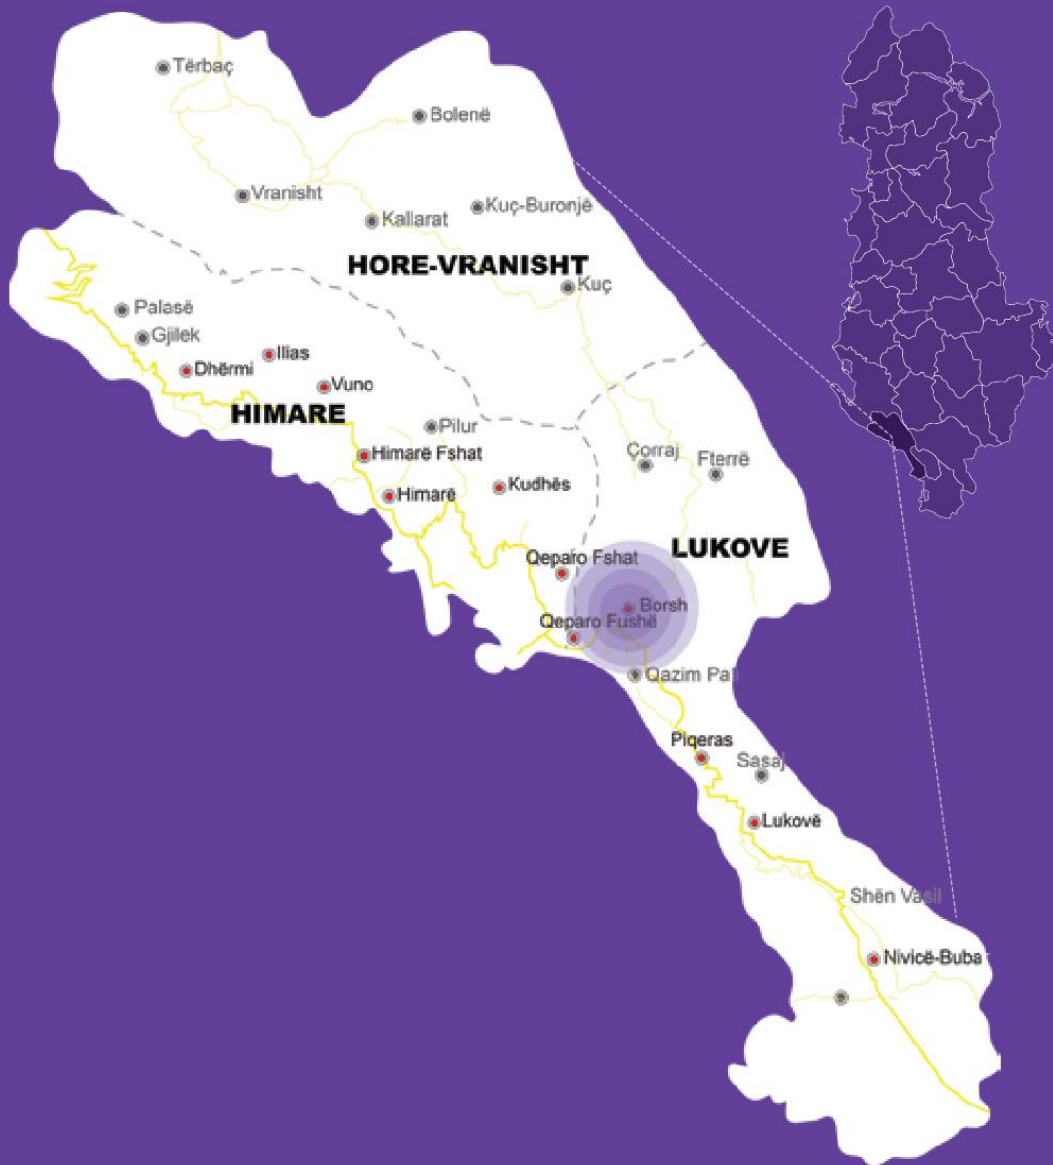 Tërbaç
Bolenë
Vranisht
Kuç-Buronjë
Kallarat
HORE-VRANISHT
Kuç
Palasë
Gjilek
Ilias
Dhërmi
Vuno
HIMARE
Pilur
Himarë Fshat
Çorraj
Fterrë
Kudhës
Himarë
LUKOVE
Qeparo Fshat
Borsh
Qeparo Fushë
Qazim Pa
Piqeras
Sasaj
Lukovë
Shën Vasil
Nivicë-Buba